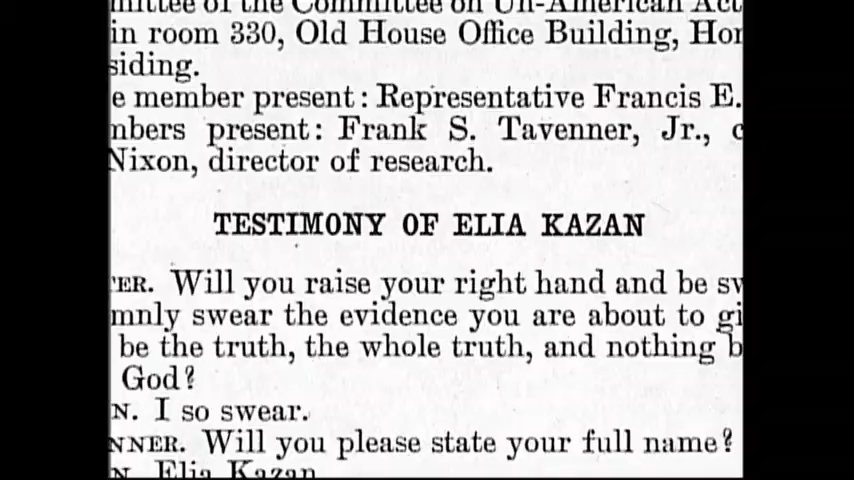 mittee of the Committee on Un-American Act
in room 330, Old House Office Building, Hon
siding.
e member present: Representative Francis E.
nbers present: Frank S. Tavenner, Jr., c
Nixon, director of research.
TESTIMONY OF ELIA KAZAN
ER. Will you raise your right hand and be sw
mnly swear the evidence you are about to gi
be the truth, the whole truth, and nothing b
God?
N. I so swear.
NNER. Will you please state your full name?
N. Elia Kazan